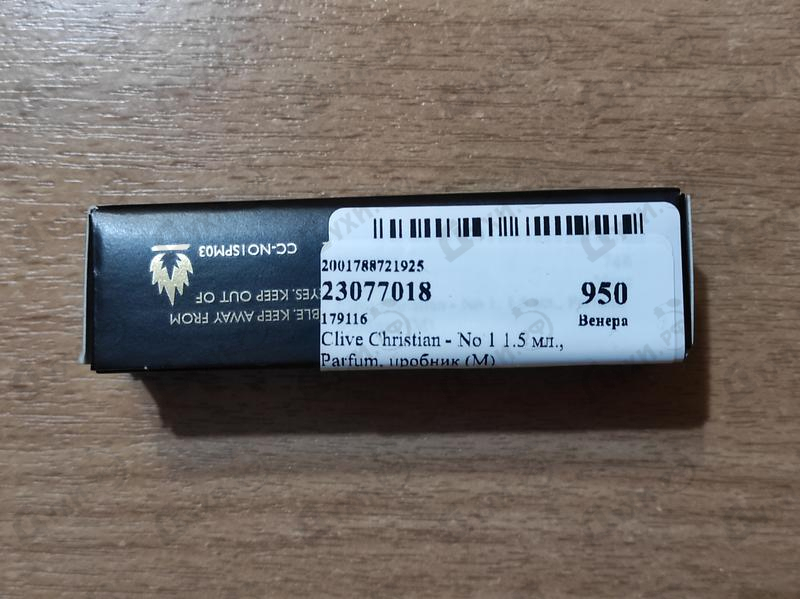 2001788721925
23077018
950
179116
Венера
Clive Christian - No 1 1.5 мл.,
Parfum, пробник (М)
CC-NO1SPM03
BLE. KEEP AWAY FROM
YES. KEEP OUT OF